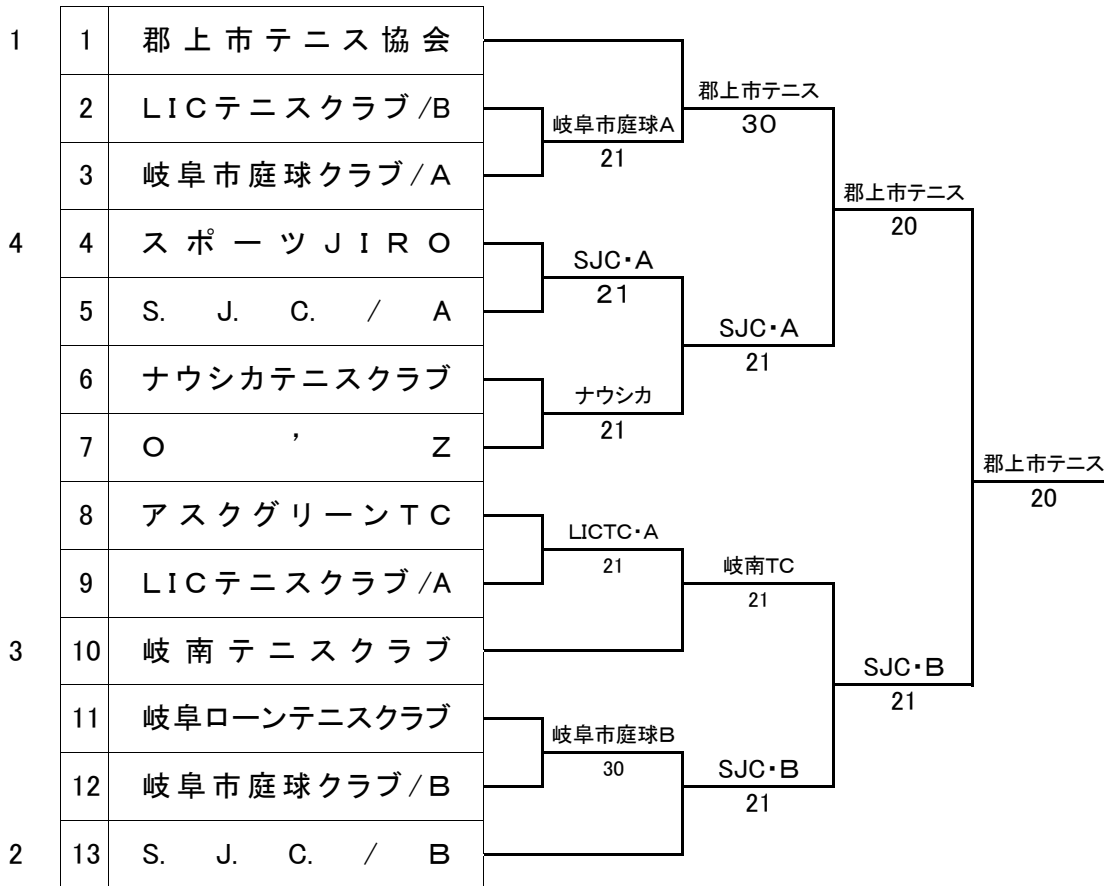 1 1 郡上市テニス協会
2 LICテニスクラブ/B
3 岐阜市庭球クラブ/A
4 4 スポーツJIRO
5 S. J. C. / A
6 ナウシカテニスクラブ
7 O ’ Z
8 アスクグリーンTC
9 LICテニスクラブ/A
3 10 岐南テニスクラブ
11 岐阜ローンテニスクラブ
12 岐阜市庭球クラブ/B
2 13 S. J. C. / B
岐阜市庭球A
21
SJC・A
21
ナウシカ
21
LICTC・A
21
岐阜市庭球B
30
郡上市テニス
30
SJC・A
21
岐南TC
21
SJC・B
21
郡上市テニス
20
SJC・B
21
郡上市テニス
20